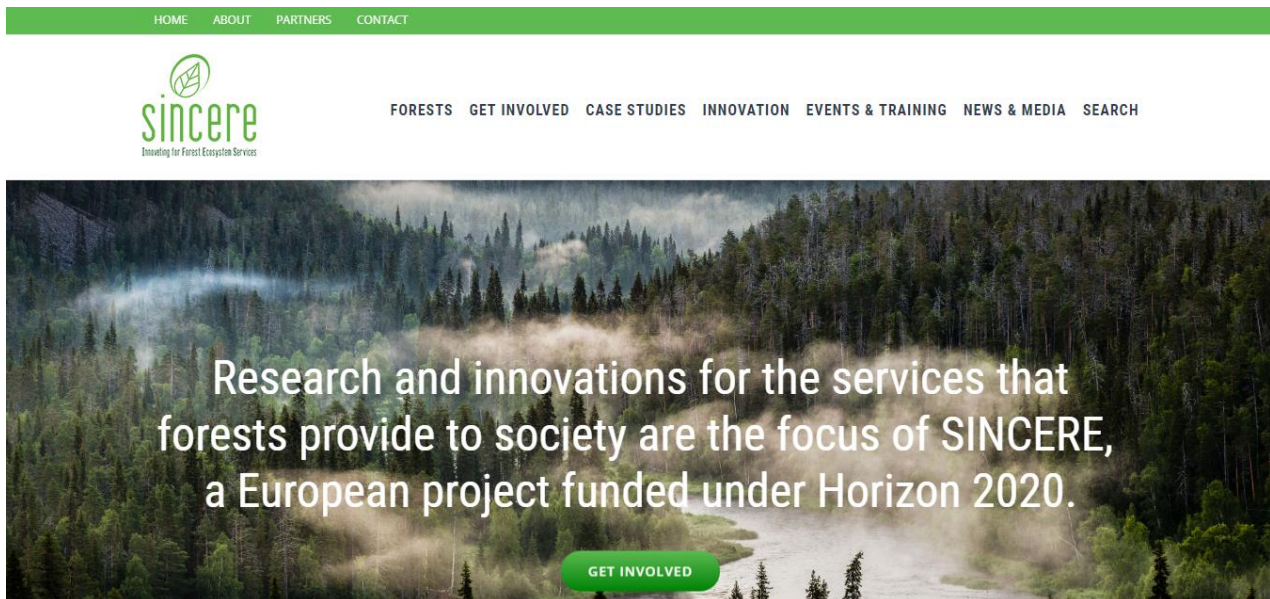 HOME ABOUT PARTNERS CONTACT
sincere
Innovating for Forest Ecosystem Services
FORESTS GET INVOLVED CASE STUDIES INNOVATION EVENTS & TRAINING NEWS & MEDIA SEARCH
Research and innovations for the services that
forests provide to society are the focus of SINCERE,
a European project funded under Horizon 2020.
GET INVOLVED